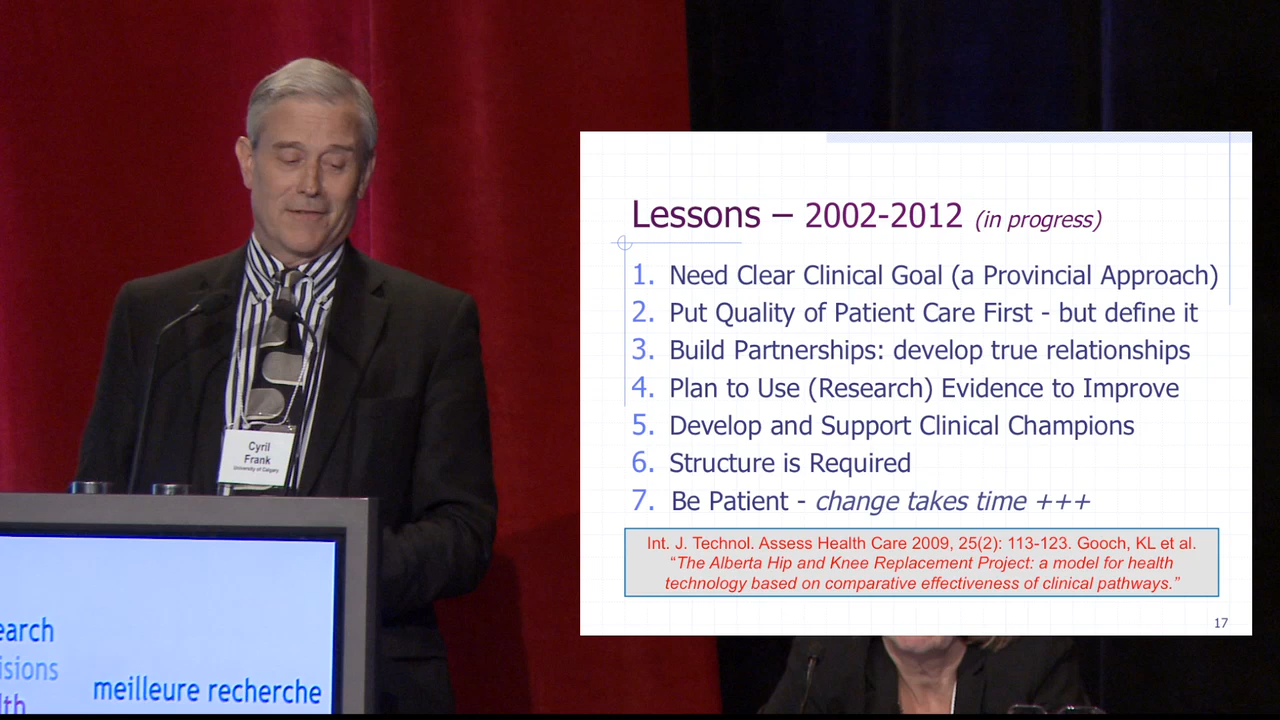 Cyril
Frank
University of Calgary
earch
isions
lth
meilleure recherche
Lessons – 2002-2012 (in progress)
1. Need Clear Clinical Goal (a Provincial Approach)
2. Put Quality of Patient Care First - but define it
3. Build Partnerships: develop true relationships
4. Plan to Use (Research) Evidence to Improve
5. Develop and Support Clinical Champions
6. Structure is Required
7. Be Patient - change takes time +++
Int. J. Technol. Assess Health Care 2009, 25(2): 113-123. Gooch, KL et al.
“The Alberta Hip and Knee Replacement Project: a model for health
technology based on comparative effectiveness of clinical pathways.”
17